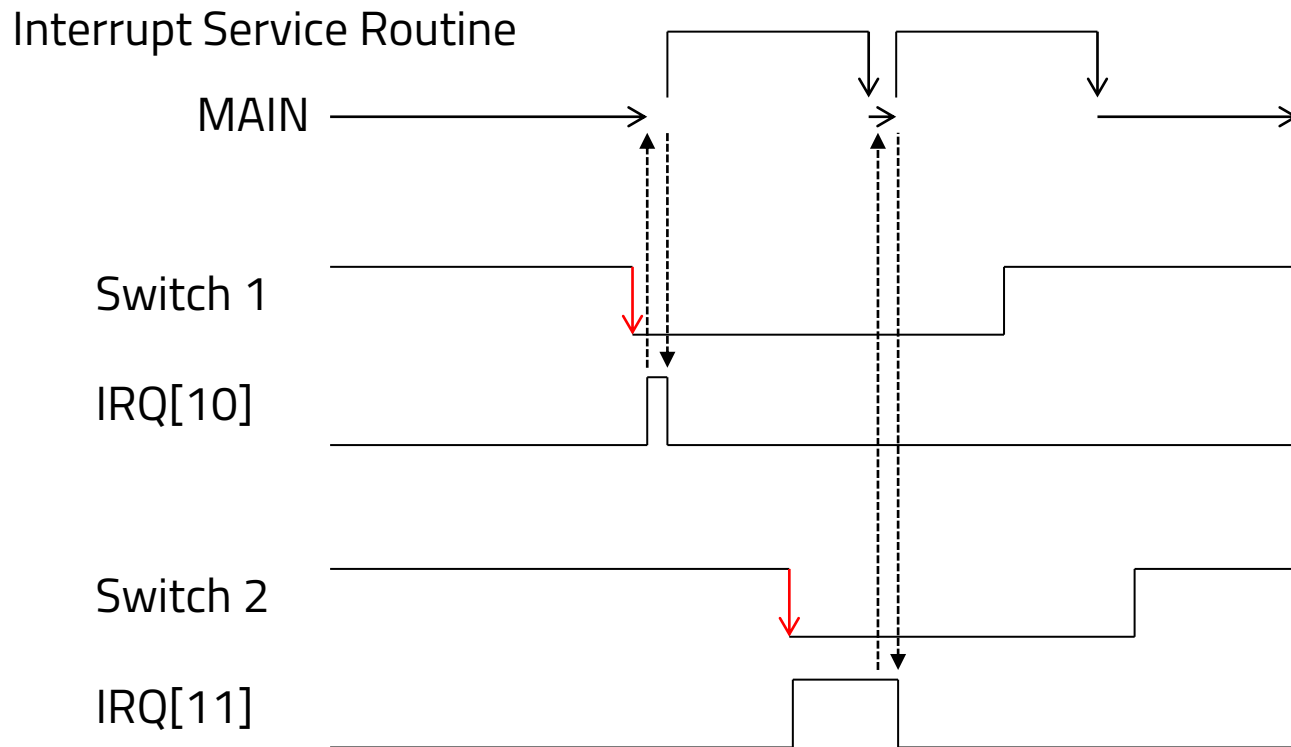 Interrupt Service Routine
MAIN
Switch 1
IRQ[10]
Switch 2
IRQ[11]